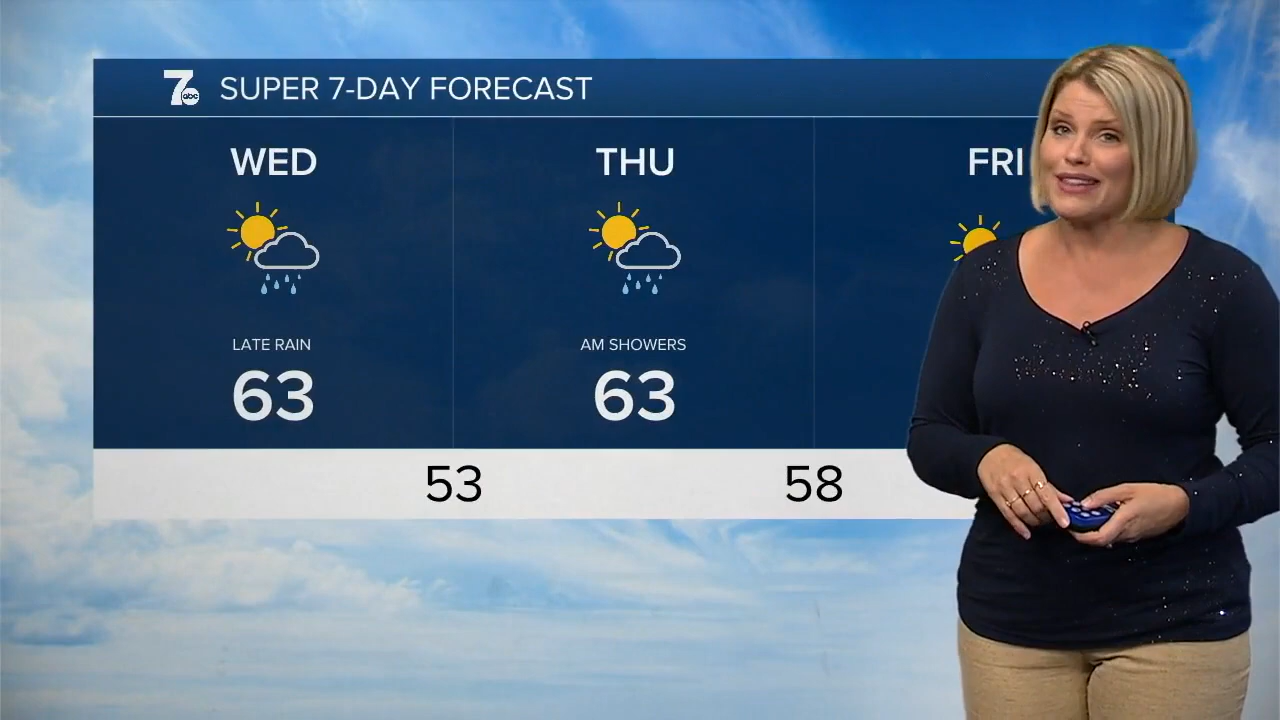 7 abc SUPER 7-DAY FORECAST
WED THU FRI
LATE RAIN AM SHOWERS
63 63
53 58